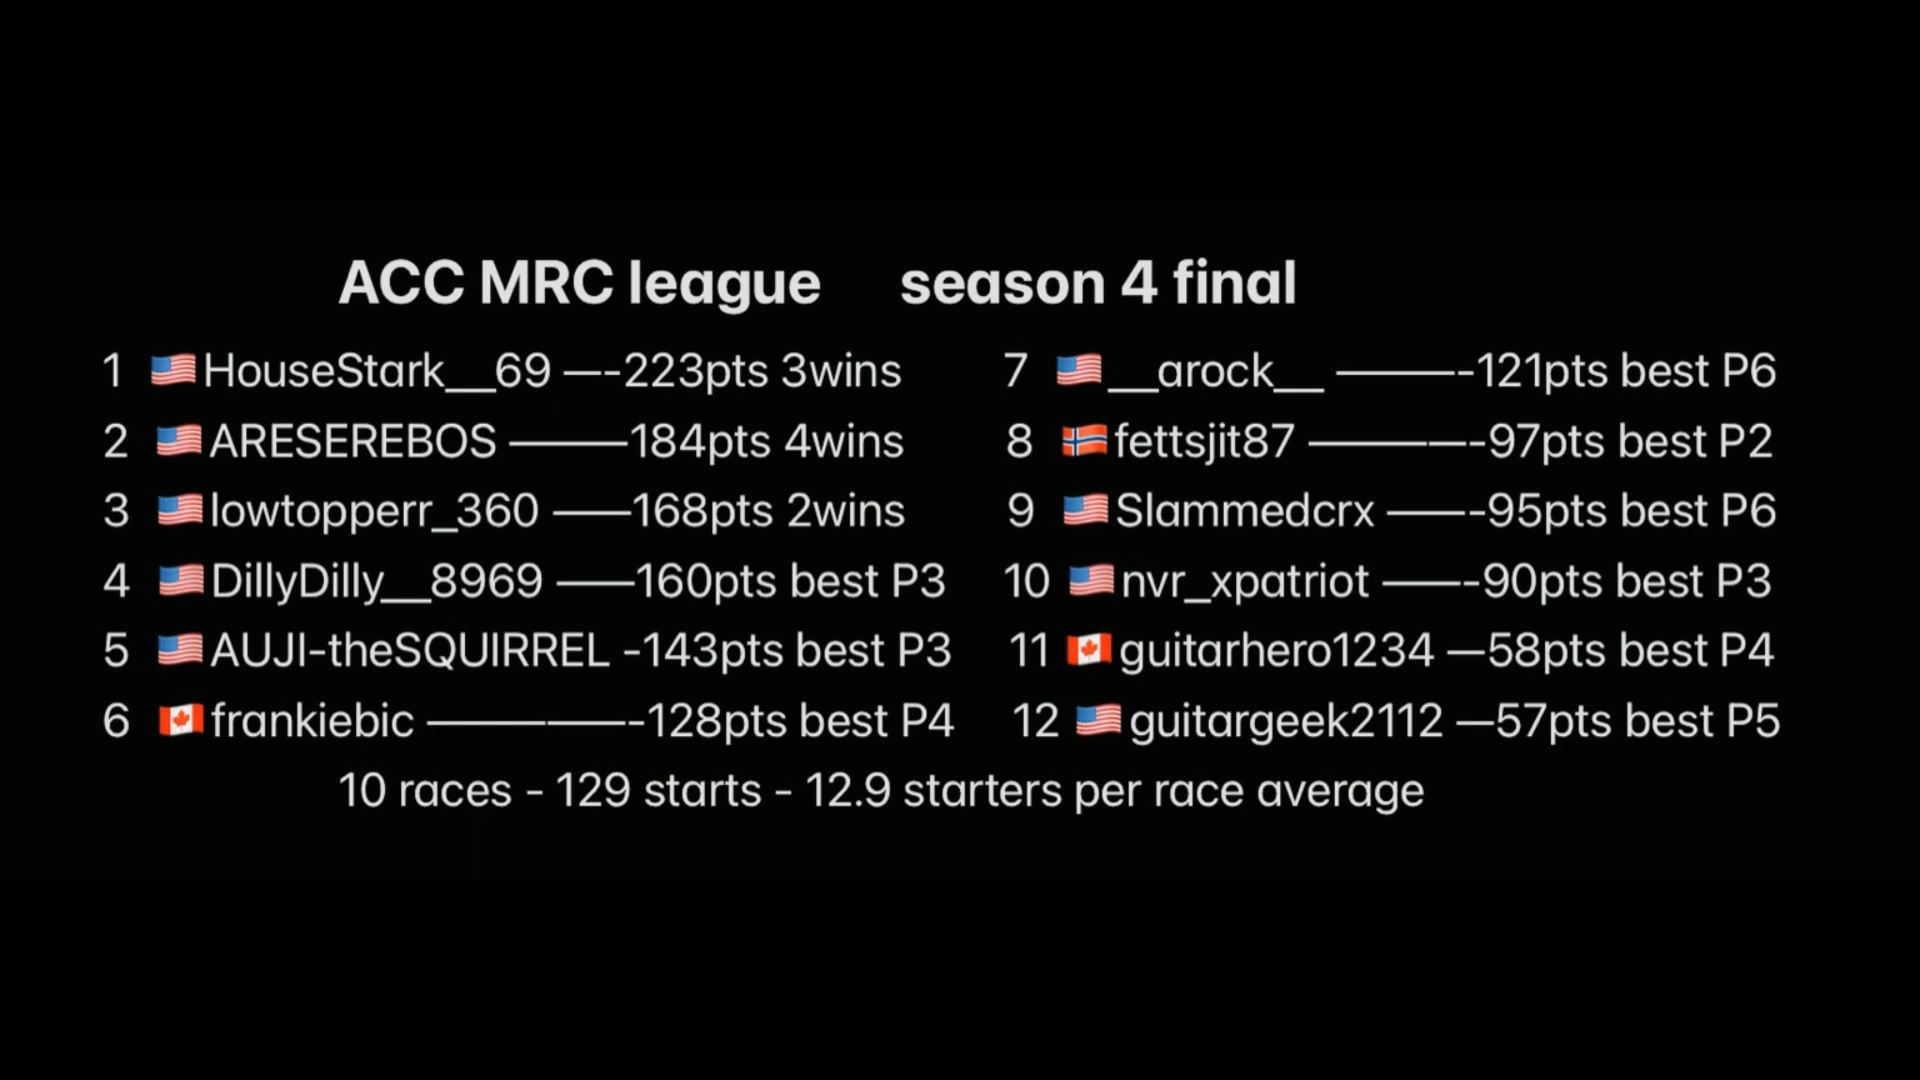 ACC MRC league season 4 final
1 🇺🇸HouseStark__69 —-223pts 3wins
2 🇺🇸ARESEREBOS ———184pts 4wins
3 🇺🇸lowtopperr_360 ——168pts 2wins
4 🇺🇸DillyDilly__8969 ——160pts best P3
5 🇺🇸AUJI-theSQUIRREL -143pts best P3
6 🇨🇦frankiebic —————-128pts best P4
7 🇺🇸__arock__ ———-121pts best P6
8 🇳🇴fettsjit87 ————-97pts best P2
9 🇺🇸Slammedcrx ——-95pts best P6
10 🇺🇸nvr_xpatriot ——-90pts best P3
11 🇨🇦guitarhero1234 —58pts best P4
12 🇺🇸guitargeek2112 —57pts best P5
10 races - 129 starts - 12.9 starters per race average